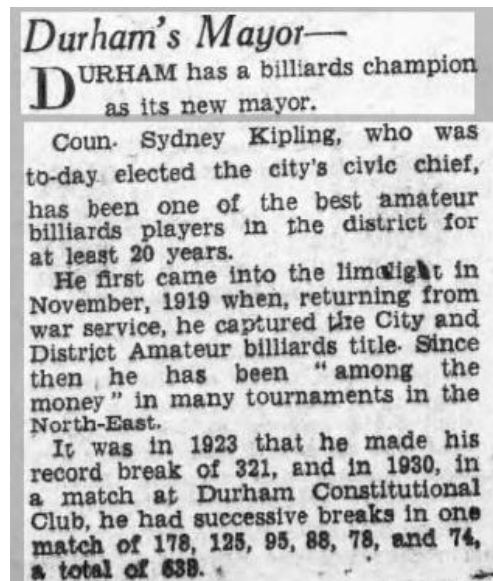 Durham's Mayor—
DURHAM has a billiards champion
as its new mayor.
Coun. Sydney Kipling, who was
to-day elected the city's civic chief,
has been one of the best amateur
billiards players in the district for
at least 20 years.
He first came into the limelight in
November, 1919 when, returning from
war service, he captured the City and
District Amateur billiards title. Since
then he has been "among the
money" in many tournaments in the
North-East.
It was in 1923 that he made his
record break of 321, and in 1930, in
a match at Durham Constitutional
Club, he had successive breaks in one
match of 178, 125, 95, 88, 78, and 74,
a total of 638.